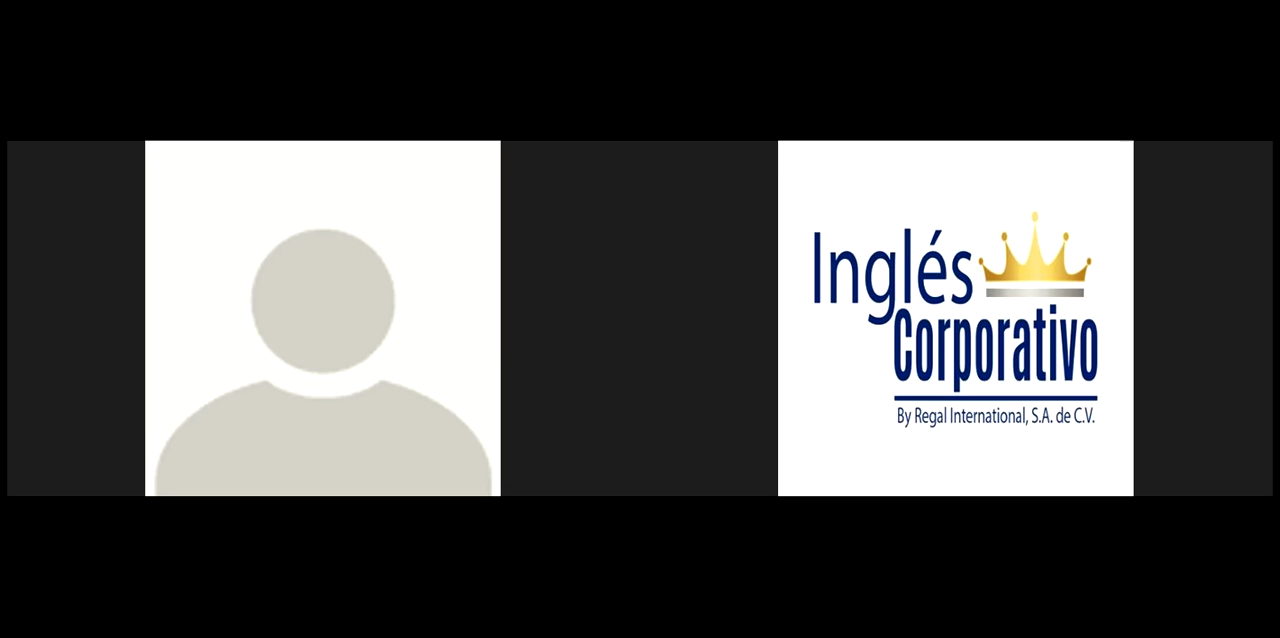 Inglés
Corporativo
By Regal International, S.A. de C.V.